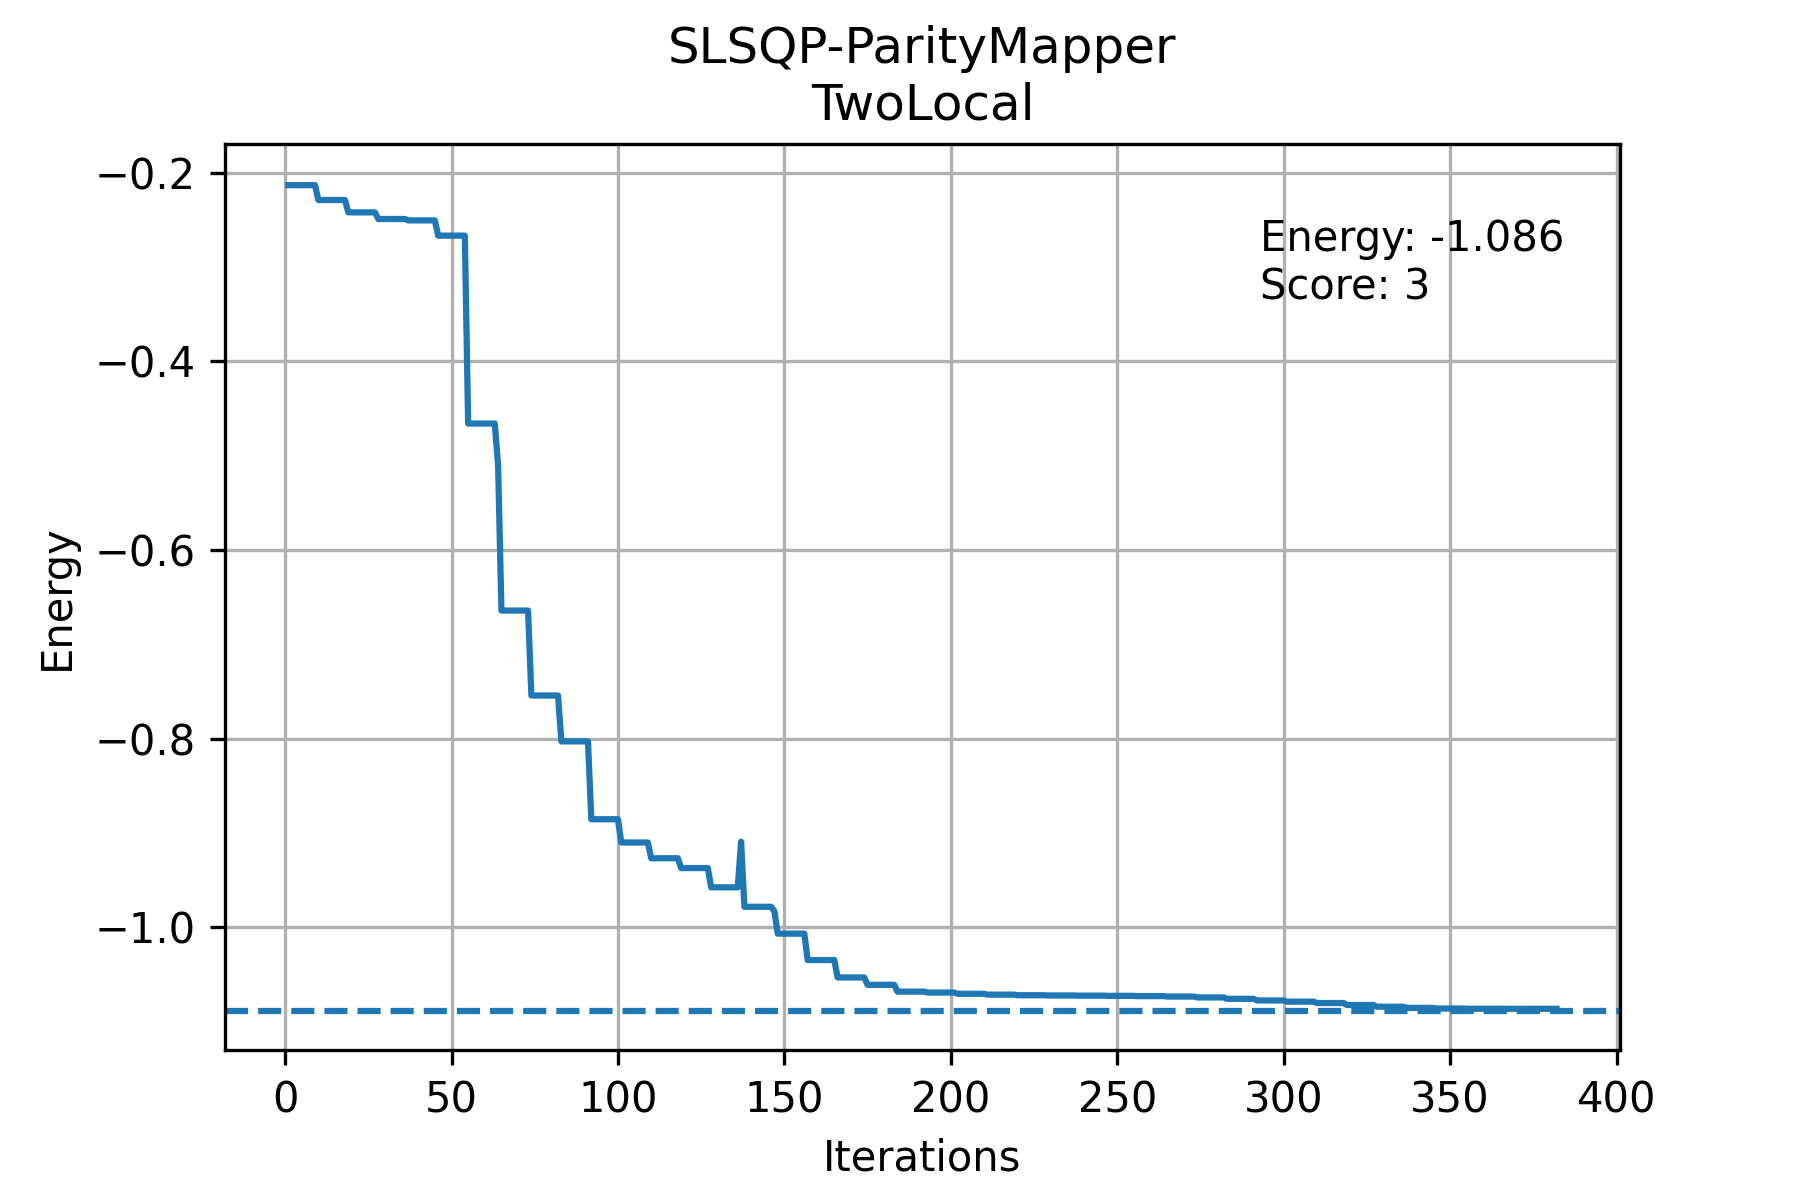 SLSQP-ParityMapper
TwoLocal
Energy: -1.086
Score: 3
Energy
−0.2
−0.4
−0.6
−0.8
−1.0
0 50 100 150 200 250 300 350 400
Iterations